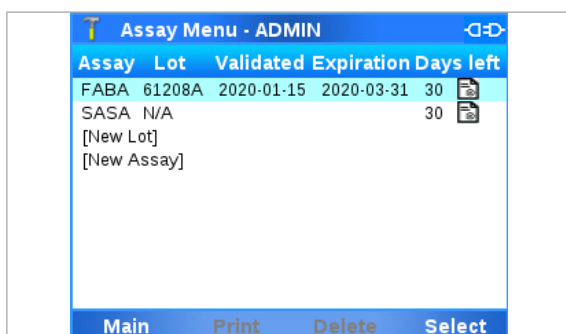 Assay Menu - ADMIN
Assay Lot Validated Expiration Days left
FABA 61208A 2020-01-15 2020-03-31 30
SASA N/A 30
[New Lot]
[New Assay]
Main Print Delete Select